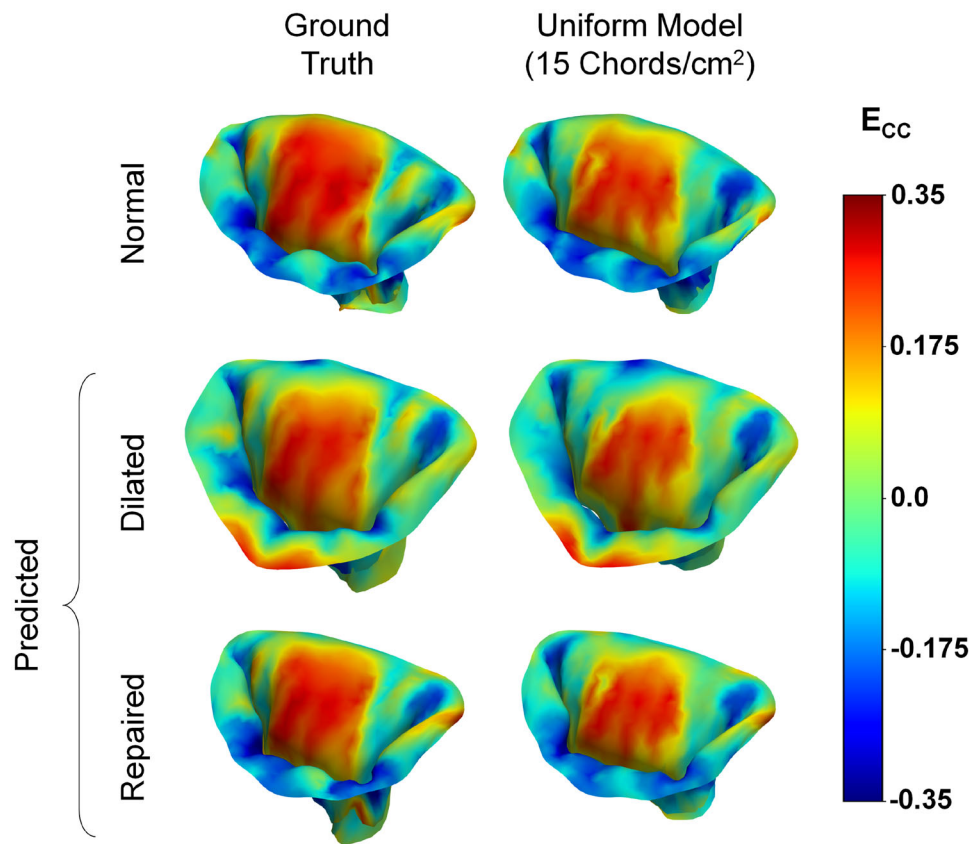 Ground
Truth
Uniform Model
(15 Chords/cm²)
E_CC
Normal
Predicted
Dilated
Repaired
0.35
0.175
0.0
-0.175
-0.35